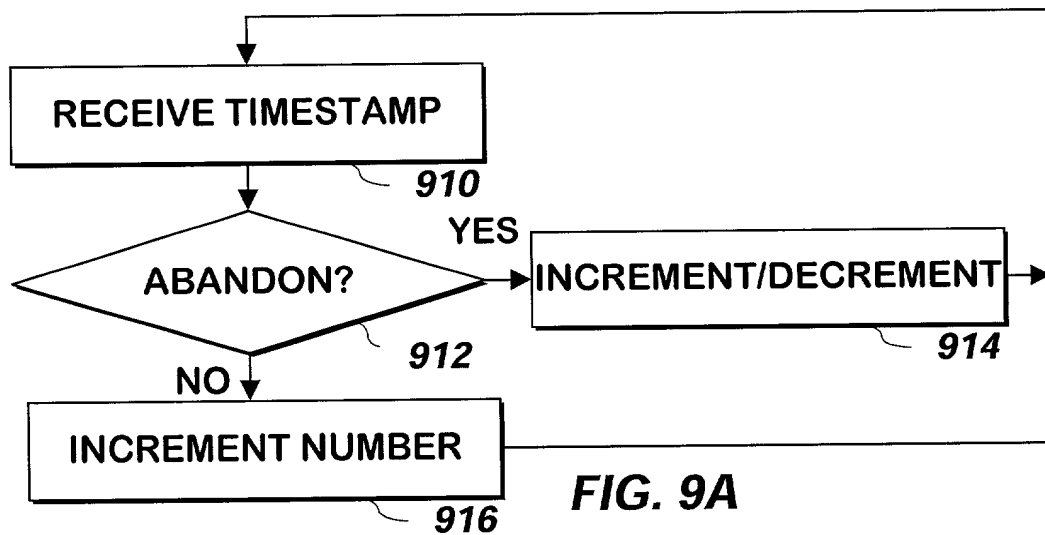 RECEIVE TIMESTAMP
910
ABANDON?
912
YES
INCREMENT/DECREMENT
914
NO
INCREMENT NUMBER
916
FIG. 9A